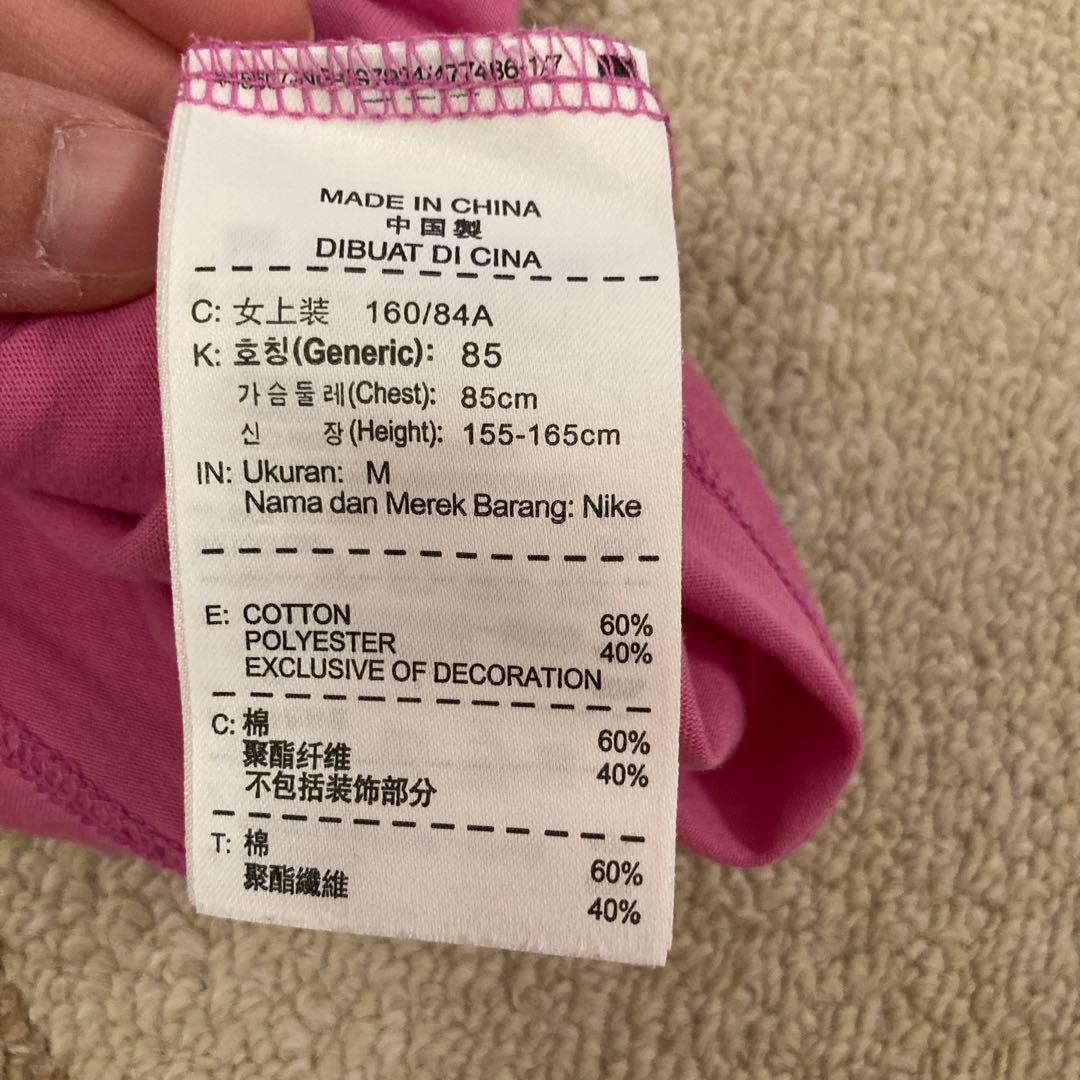 MADE IN CHINA
中国製
DIBUAT DI CINA
C: 女上装 160/84A
K: 호칭(Generic): 85
가슴둘레(Chest): 85cm
신 장(Height): 155-165cm
IN: Ukuran: M
Nama dan Merek Barang: Nike
E: COTTON 60%
POLYESTER 40%
EXCLUSIVE OF DECORATION
C: 棉 60%
聚酯纤维 40%
不包括装饰部分
T: 棉 60%
聚酯纖維 40%